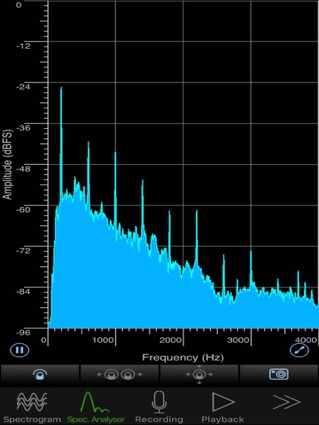 0
-12
-24
-36
-48
-60
-72
-84
-96
Amplitude (dBFS)
0 1000 2000 3000 4000
Frequency (Hz)
Spectrogram Spec. Analyser Recording Playback